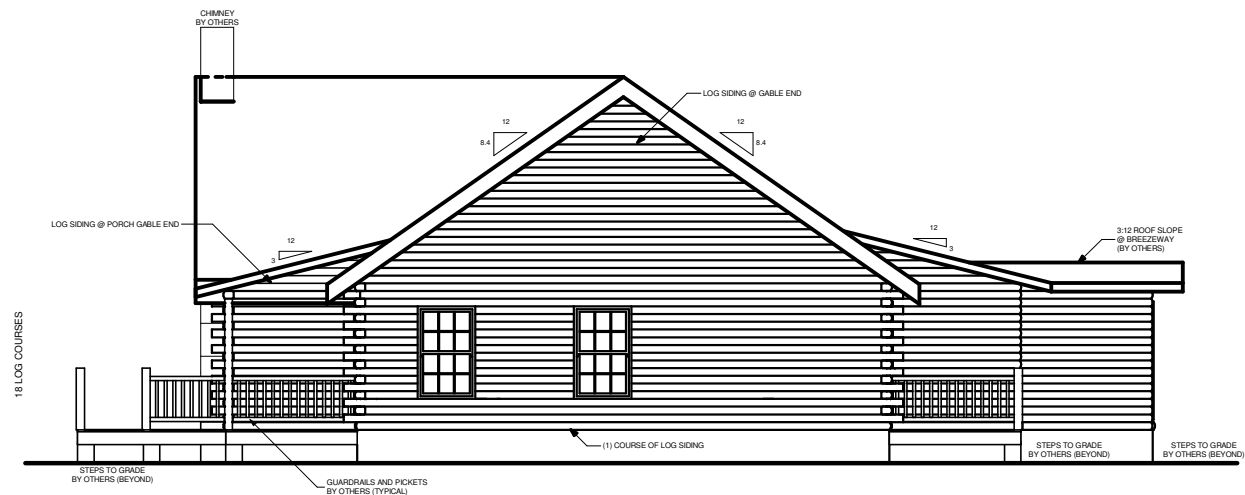 CHIMNEY
BY OTHERS
LOG SIDING @ GABLE END
12
8.4
12
8.4
LOG SIDING @ PORCH GABLE END
12
3
12
3
3:12 ROOF SLOPE
@ BREEZEWAY
(BY OTHERS)
18 LOG COURSES
(1) COURSE OF LOG SIDING
STEPS TO GRADE
BY OTHERS (BEYOND)
STEPS TO GRADE
BY OTHERS (BEYOND)
STEPS TO GRADE
BY OTHERS (BEYOND)
GUARDRAILS AND PICKETS
BY OTHERS (TYPICAL)